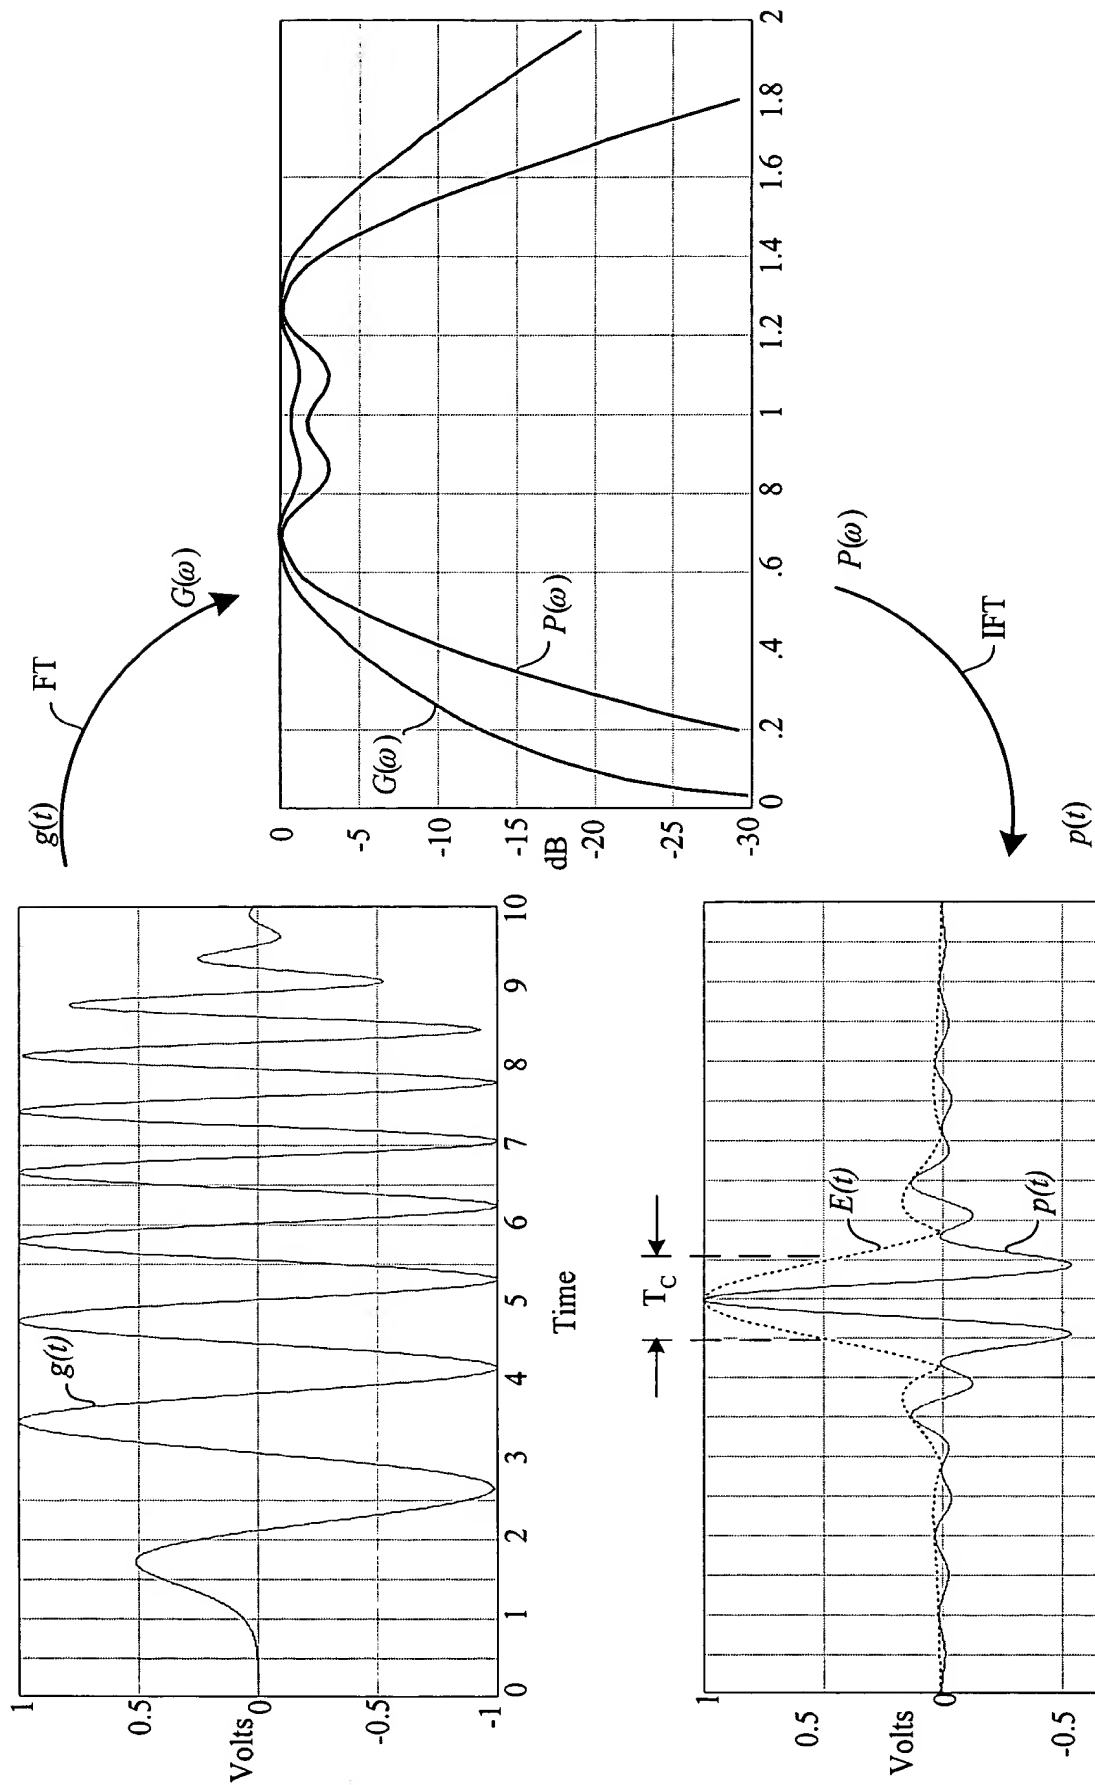 1
0.5
Volts
0
-0.5
-1
g(t)
0 1 2 3 4 5 6 7 8 9 10
Time
g(t)
FT
G(ω)
0
-5
-10
-15
dB
-20
-25
-30
G(ω)
P(ω)
0 .2 .4 .6 .8 1 1.2 1.4 1.6 1.8 2
P(ω)
IFT
p(t)
1
0.5
Volts
0
-0.5
T_C
E(t)
p(t)